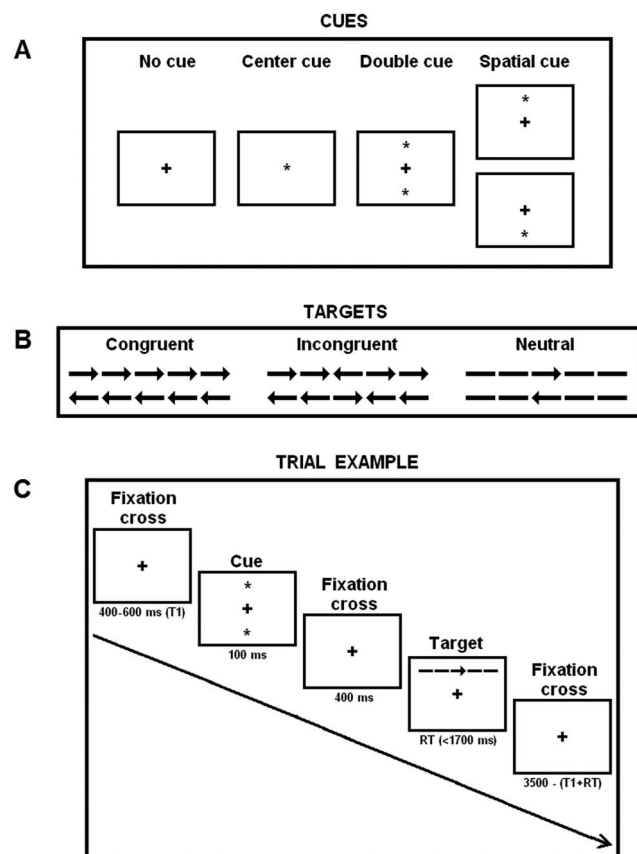 CUES
A
No cue Center cue Double cue Spatial cue
TARGETS
B
Congruent Incongruent Neutral
TRIAL EXAMPLE
C
Fixation
cross
400-600 ms (T1)
Cue
100 ms
Fixation
cross
400 ms
Target
RT (<1700 ms)
Fixation
cross
3500 - (T1+RT)